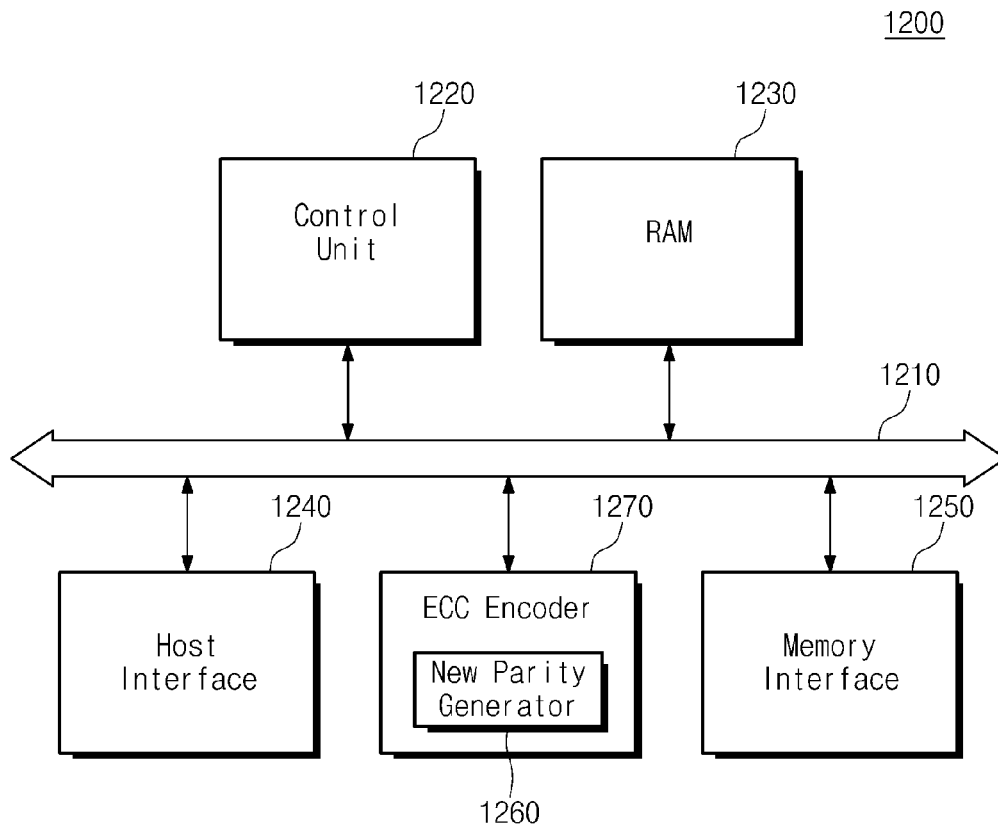 1200
1220
1230
Control
Unit
RAM
1210
1240
1270
1250
Host
Interface
ECC Encoder
New Parity
Generator
Memory
Interface
1260